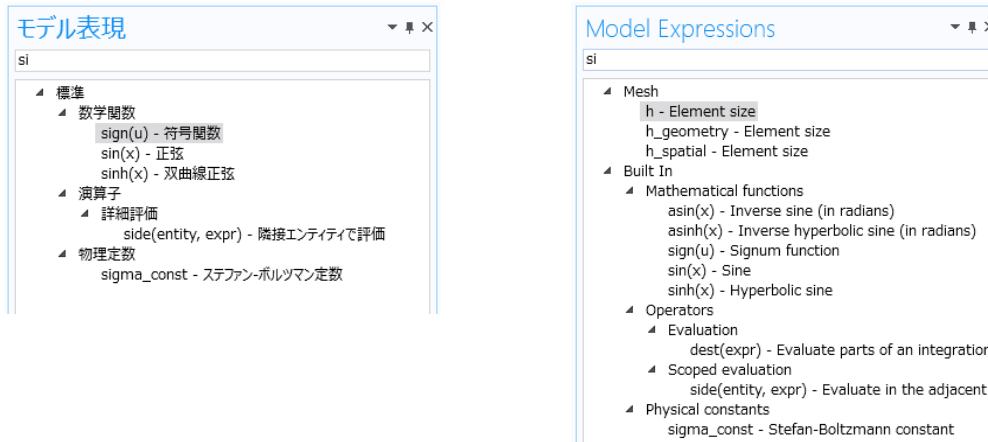 モデル表現
si
標準
数学関数
sign(u) - 符号関数
sin(x) - 正弦
sinh(x) - 双曲線正弦
演算子
詳細評価
side(entity, expr) - 隣接エンティティで評価
物理定数
sigma_const - ステファン-ボルツマン定数
Model Expressions
si
Mesh
h - Element size
h_geometry - Element size
h_spatial - Element size
Built In
Mathematical functions
asin(x) - Inverse sine (in radians)
asinh(x) - Inverse hyperbolic sine (in radians)
sign(u) - Signum function
sin(x) - Sine
sinh(x) - Hyperbolic sine
Operators
Evaluation
dest(expr) - Evaluate parts of an integration
Scoped evaluation
side(entity, expr) - Evaluate in the adjacent
Physical constants
sigma_const - Stefan-Boltzmann constant